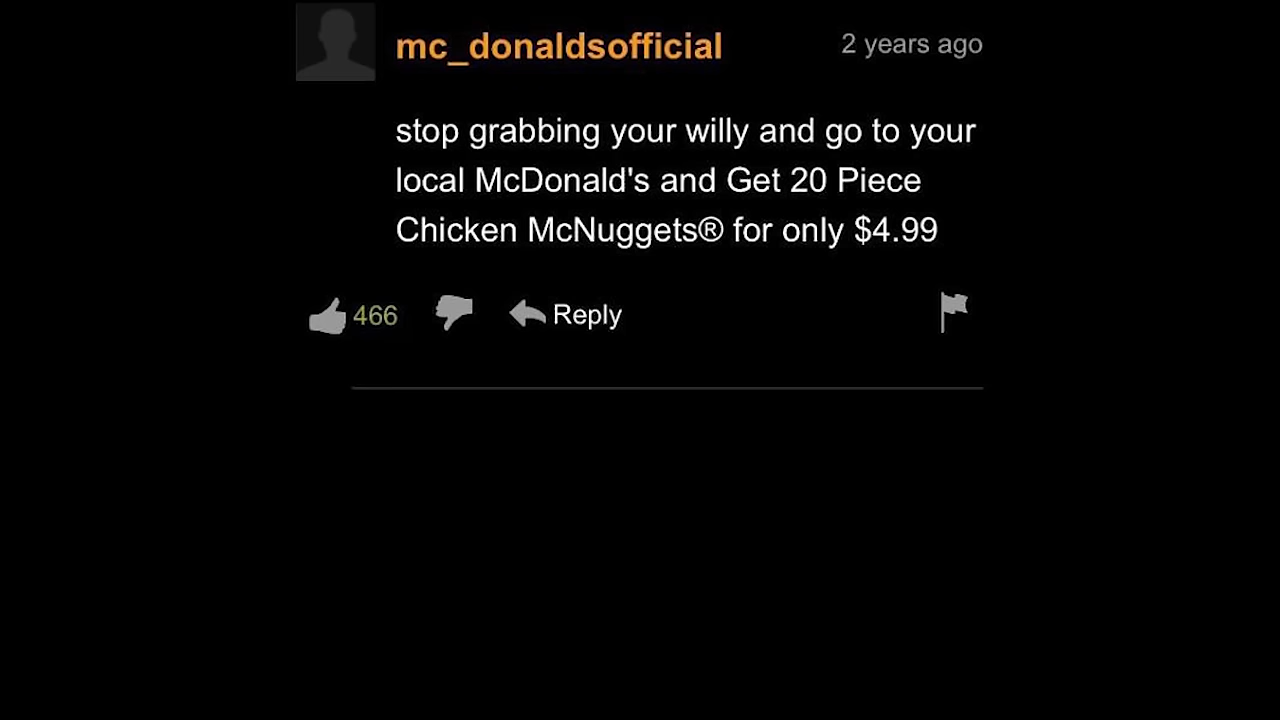 mc_donaldsofficial
2 years ago
stop grabbing your willy and go to your
local McDonald's and Get 20 Piece
Chicken McNuggets® for only $4.99
466
Reply